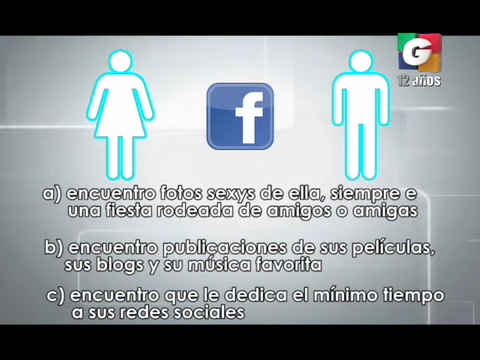 G
12 años
f
a) encuentro fotos sexys de ella, siempre e
una fiesta rodeada de amigos o amigas
b) encuentro publicaciones de sus películas,
sus blogs y su música favorita
c) encuentro que le dedica el mínimo tiempo
a sus redes sociales